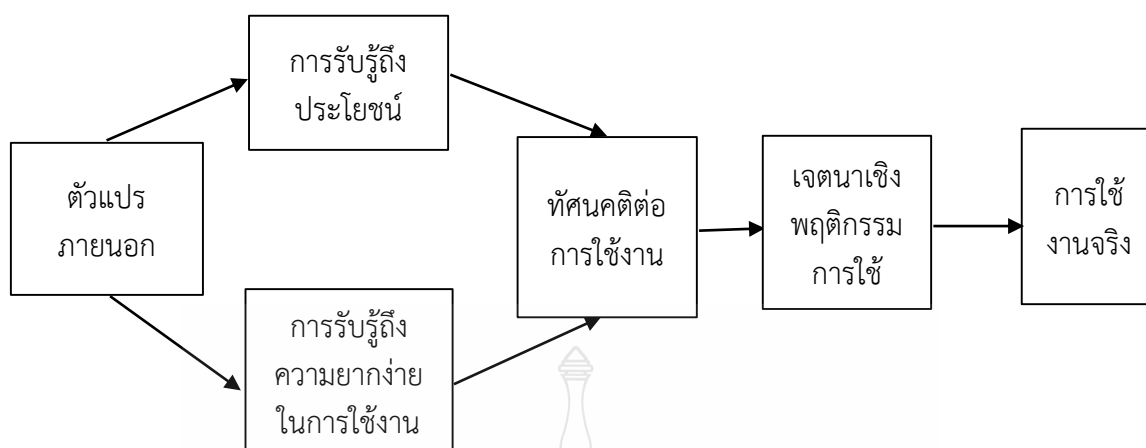 การรับรู้ถึง
ประโยชน์
ตัวแปร
ภายนอก
ทัศนคติต่อ
การใช้งาน
เจตนาเชิง
พฤติกรรม
การใช้
การใช้
งานจริง
การรับรู้ถึง
ความยากง่าย
ในการใช้งาน